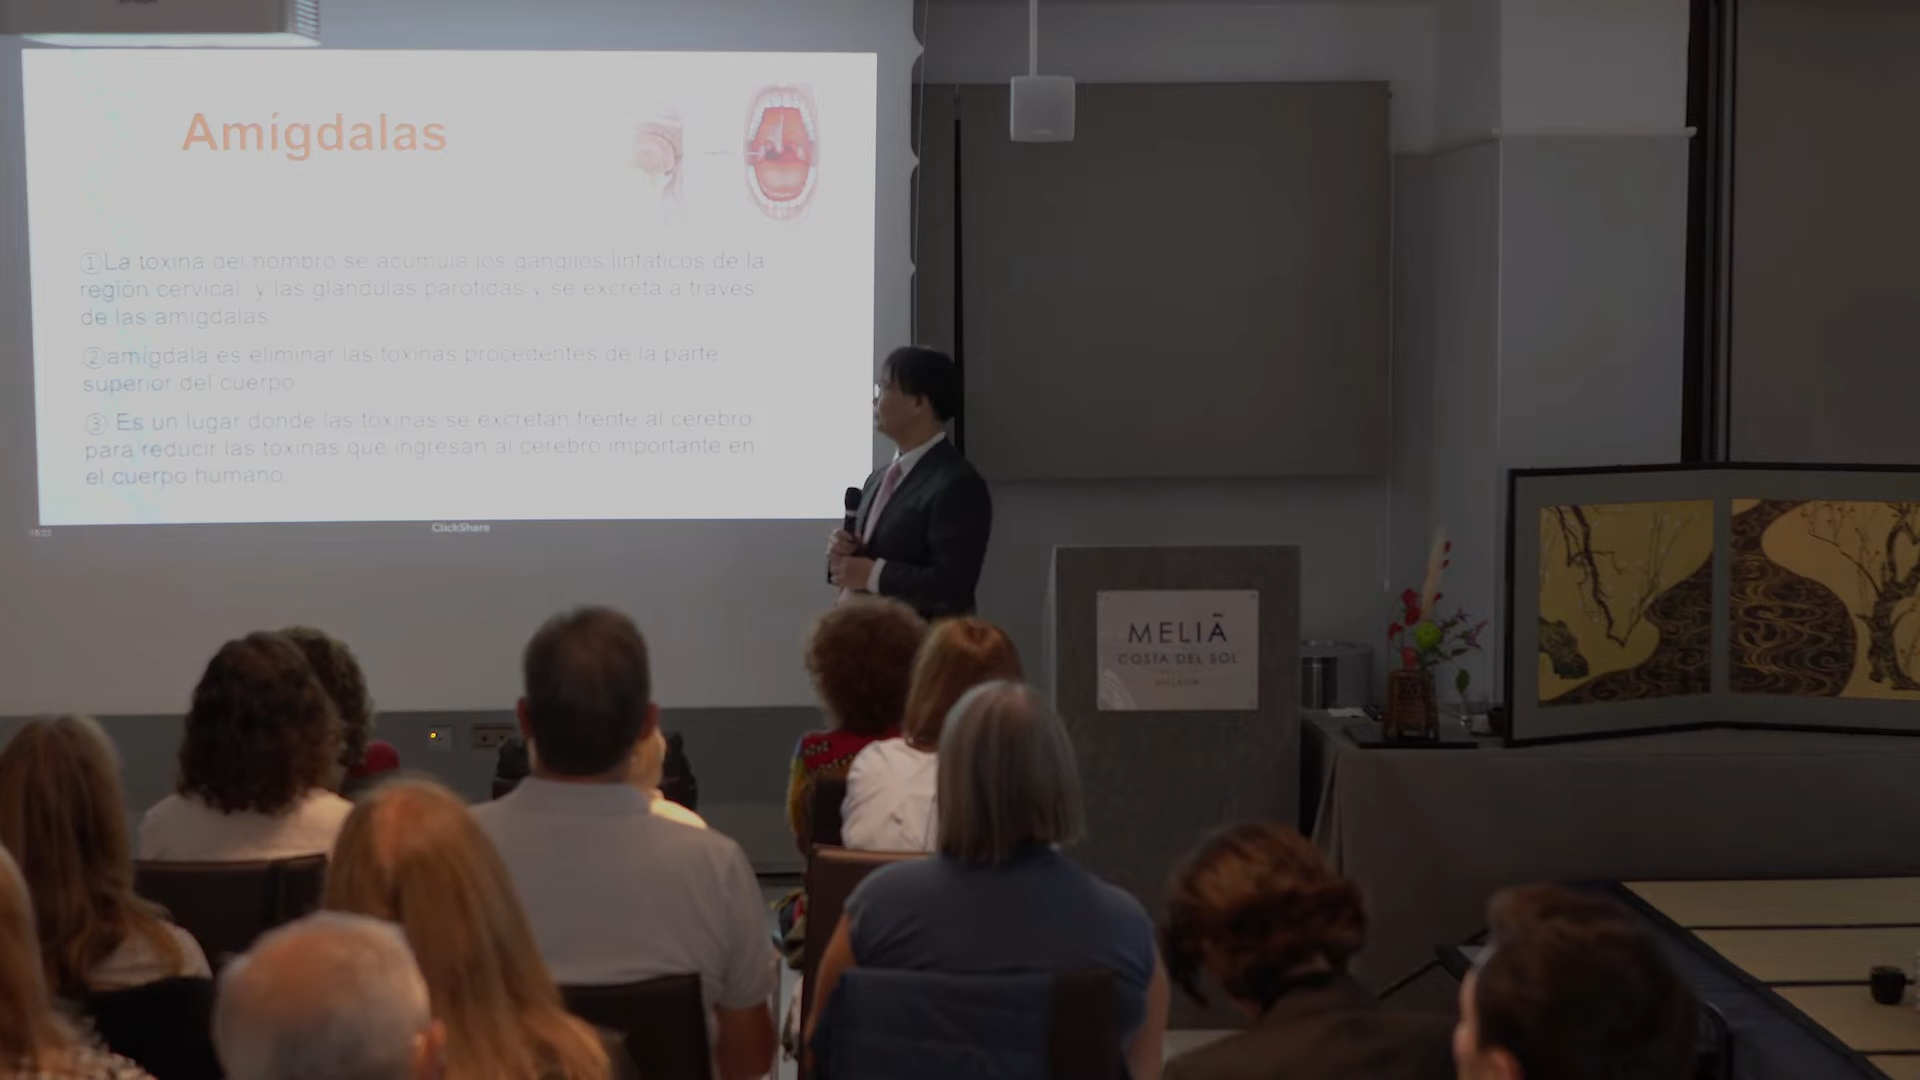 Amígdalas
①La toxina del hombro se acumula los ganglios linfáticos de la
región cervical y las glándulas parótidas y se excreta a través
de las amígdalas
②amígdala es eliminar las toxinas procedentes de la parte
superior del cuerpo
③ Es un lugar donde las toxinas se excretan frente al cerebro
para reducir las toxinas que ingresan al cerebro importante en
el cuerpo humano.
ClickShare
MELIÃ
COSTA DEL SOL